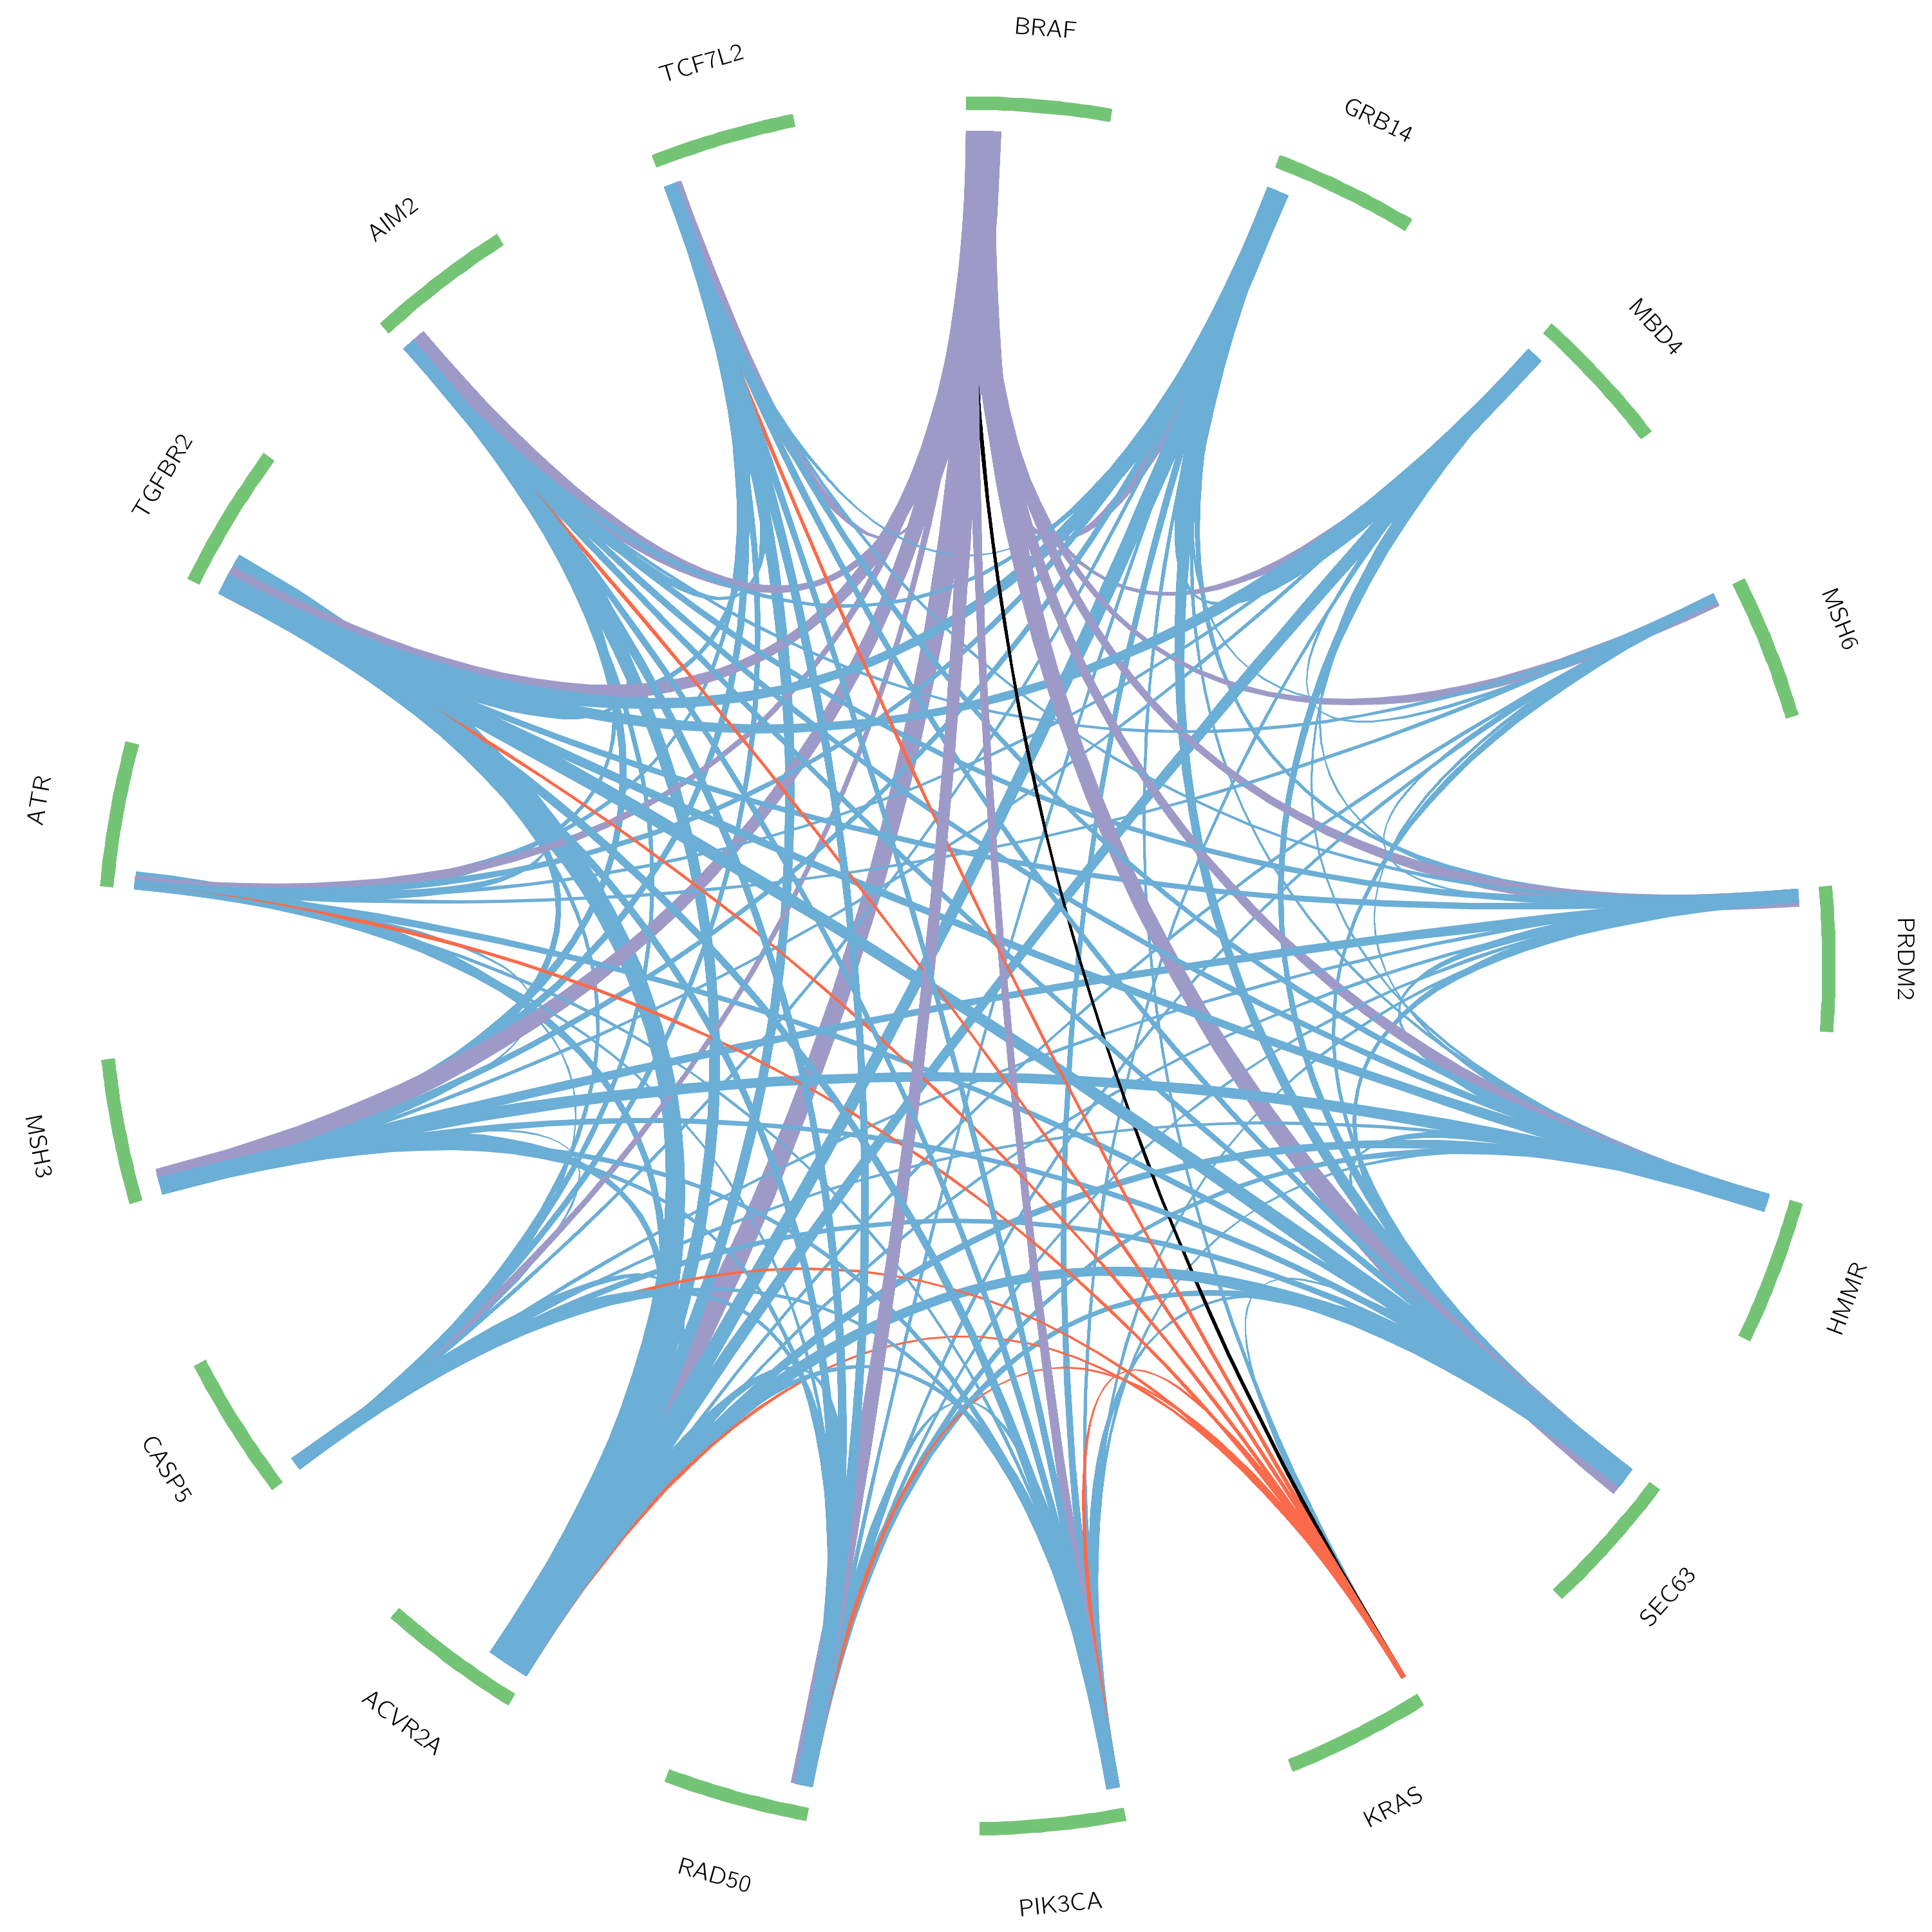 BRAF
GRB14
MBD4
MSH6
PRDM2
HMMR
SEC63
KRAS
PIK3CA
RAD50
ACVR2A
CASP5
MSH3
ATR
TGFBR2
AIM2
TCF7L2